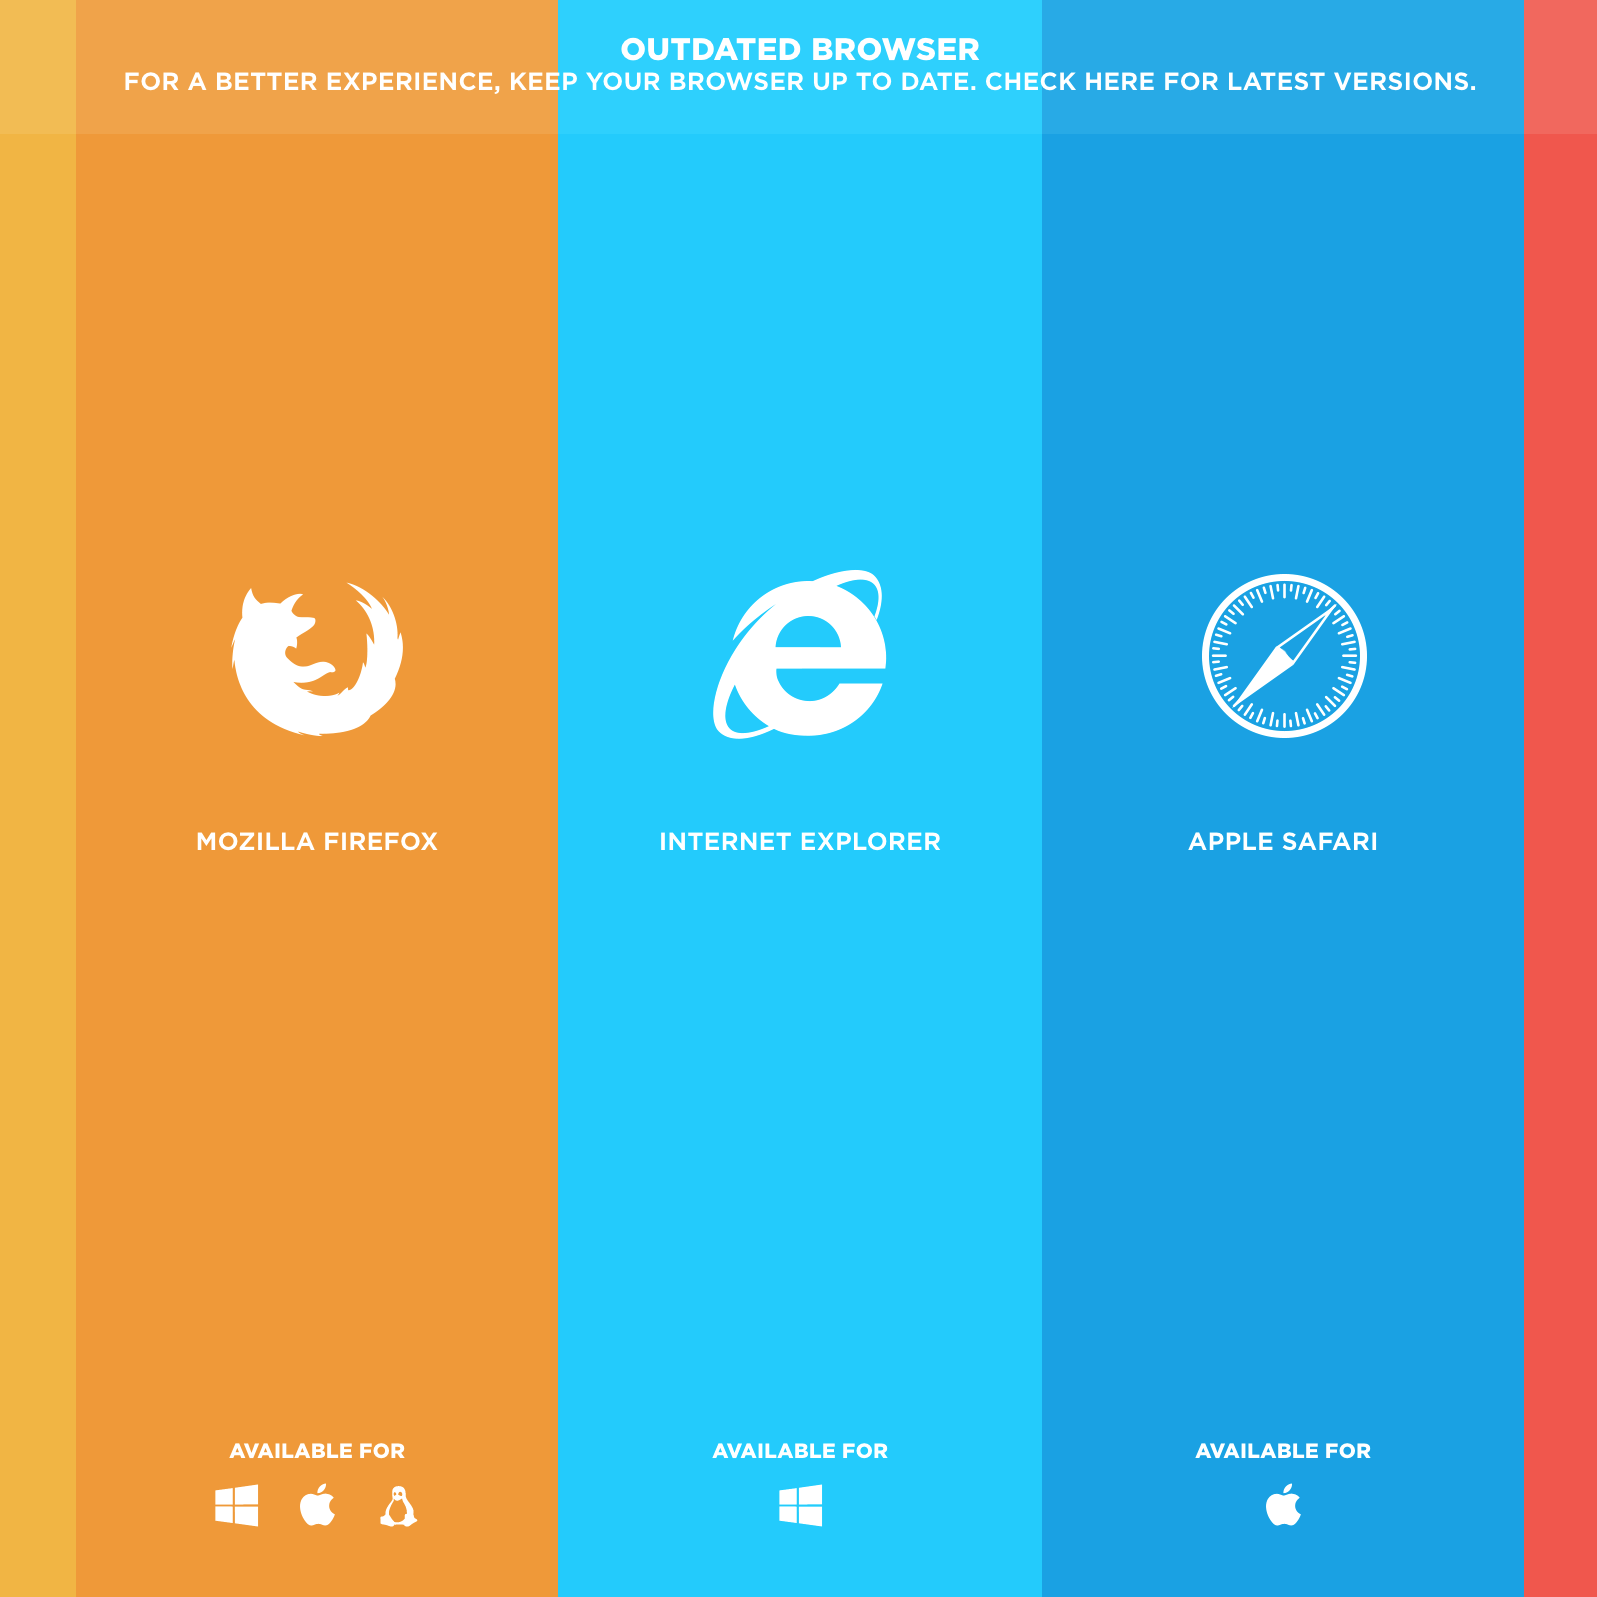 OUTDATED BROWSER
FOR A BETTER EXPERIENCE, KEEP YOUR BROWSER UP TO DATE. CHECK HERE FOR LATEST VERSIONS.
MOZILLA FIREFOX
INTERNET EXPLORER
APPLE SAFARI
AVAILABLE FOR
AVAILABLE FOR
AVAILABLE FOR